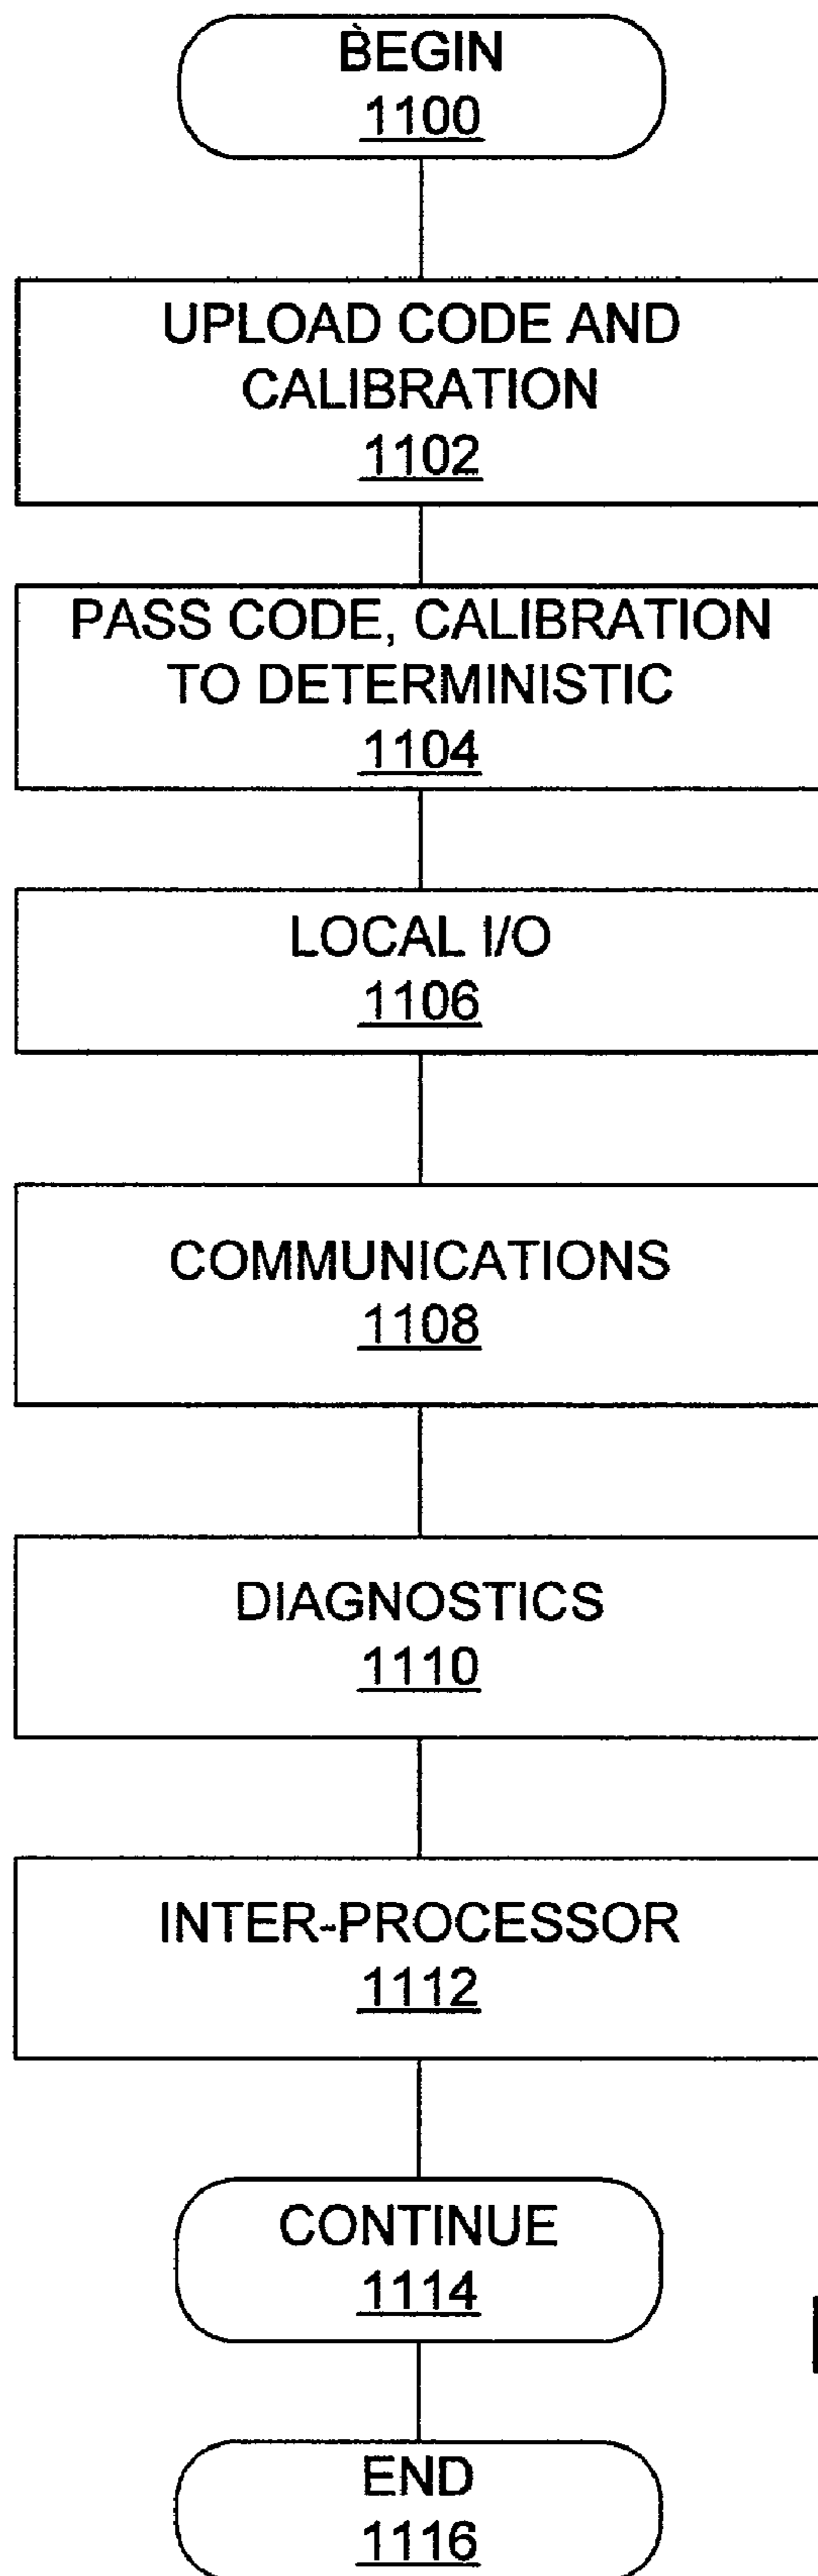 BEGIN
1100
UPLOAD CODE AND
CALIBRATION
1102
PASS CODE, CALIBRATION
TO DETERMINISTIC
1104
LOCAL I/O
1106
COMMUNICATIONS
1108
DIAGNOSTICS
1110
INTER-PROCESSOR
1112
CONTINUE
1114
END
1116